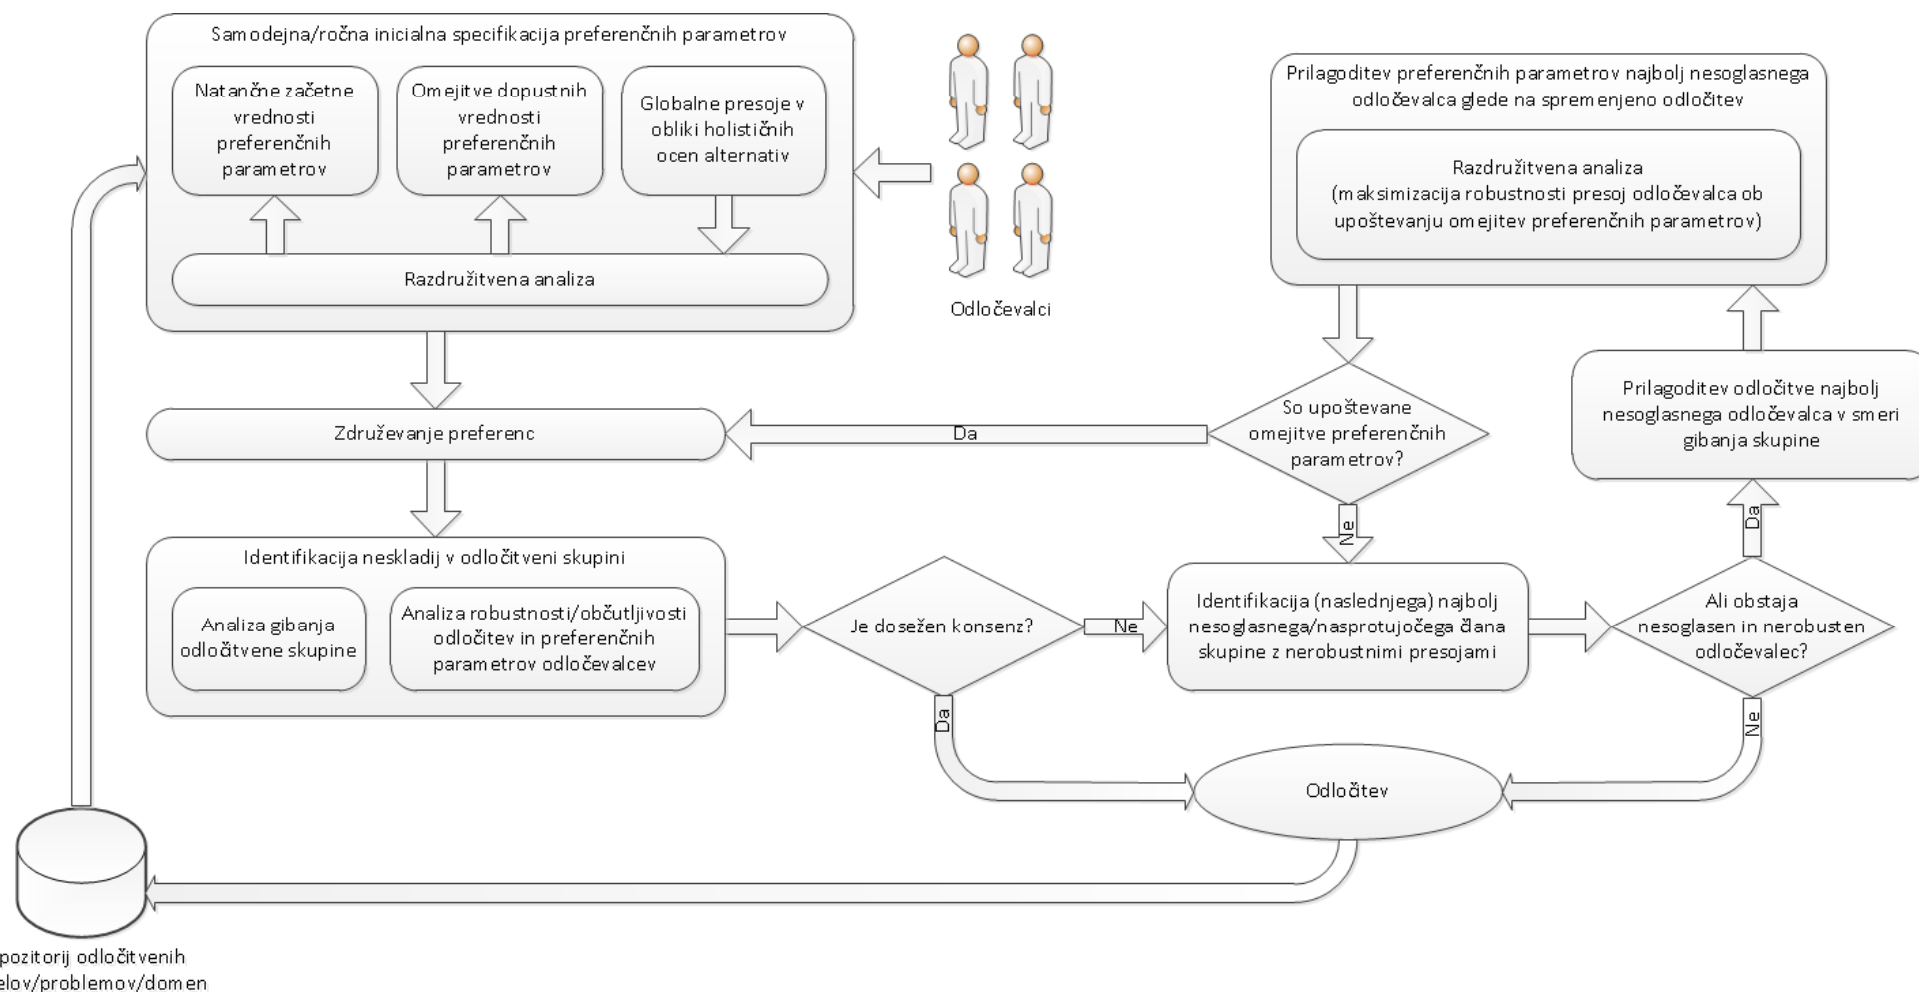 Samodejna/ročna inicialna specifikacija preferenčnih parametrov
Natančne začetne
vrednosti
preferenčnih
parametrov
Omejitve dopustnih
vrednosti
preferenčnih
parametrov
Globalne presoje v
obliki holističnih
ocen alternativ
Razdružitvena analiza
Odločevalci
Prilagoditev preferenčnih parametrov najbolj nesoglasnega
odločevalca glede na spremenjeno odločitev
Razdružitvena analiza
(maksimizacija robustnosti presoj odločevalca ob
upoštevanju omejitev preferenčnih parametrov)
Združevanje preferenc
Da
So upoštevane
omejitve preferenčnih
parametrov?
Ne
Prilagoditev odločitve najbolj
nesoglasnega odločevalca v smeri
gibanja skupine
Da
Identifikacija neskladij v odločitveni skupini
Analiza gibanja
odločitvene skupine
Analiza robustnosti/občutljivosti
odločitev in preferenčnih
parametrov odločevalcev
Je dosežen konsenz?
Ne
Da
Identifikacija (naslednjega) najbolj
nesoglasnega/nasprotujočega člana
skupine z nerobustnimi presojami
Ali obstaja
nesoglasen in nerobusten
odločevalec?
Ne
Odločitev
pozitorij odločitvenih
elov/problemov/domen